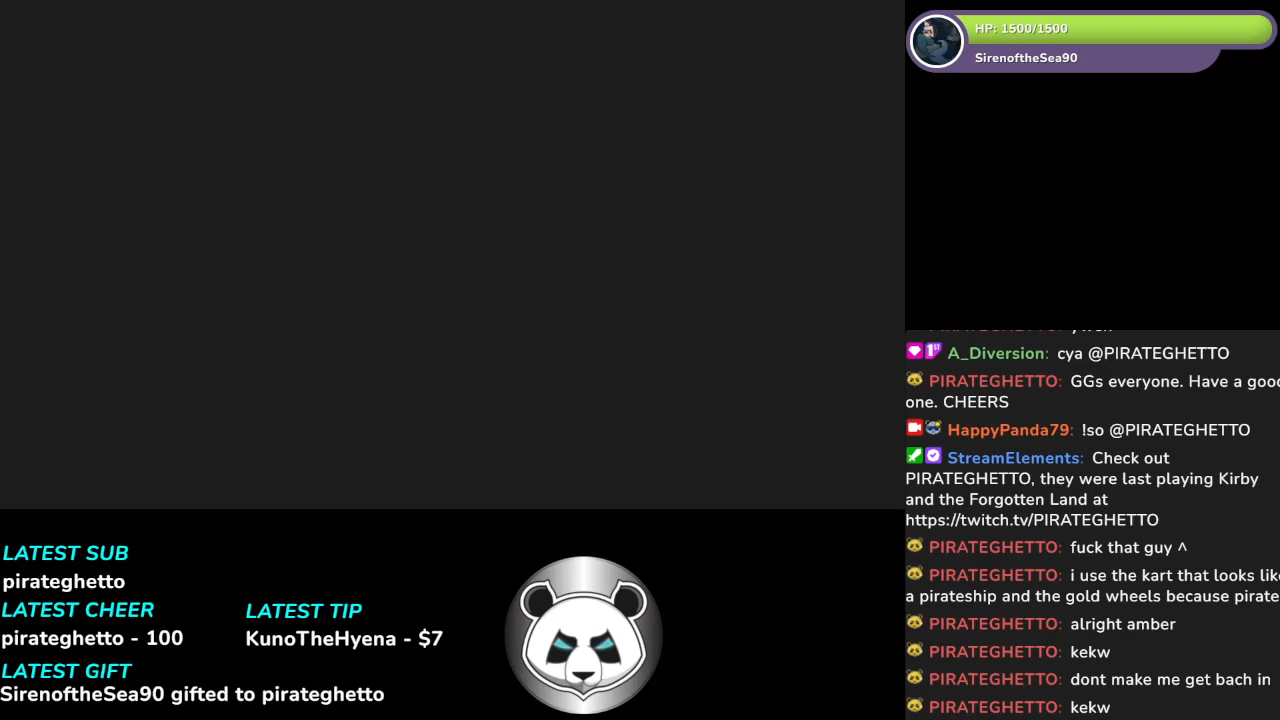 HP: 1500/1500
SirenoftheSea90
A_Diversion: cya @PIRATEGHETTO
PIRATEGHETTO: GGs everyone. Have a good
one. CHEERS
HappyPanda79: !so @PIRATEGHETTO
StreamElements: Check out
PIRATEGHETTO, they were last playing Kirby
and the Forgotten Land at
https://twitch.tv/PIRATEGHETTO
PIRATEGHETTO: fuck that guy ^
PIRATEGHETTO: i use the kart that looks like
a pirateship and the gold wheels because pirate
PIRATEGHETTO: alright amber
PIRATEGHETTO: kekw
PIRATEGHETTO: dont make me get bach in
PIRATEGHETTO: kekw
LATEST SUB
pirateghetto
LATEST CHEER
pirateghetto - 100
LATEST TIP
KunoTheHyena - $7
LATEST GIFT
SirenoftheSea90 gifted to pirateghetto